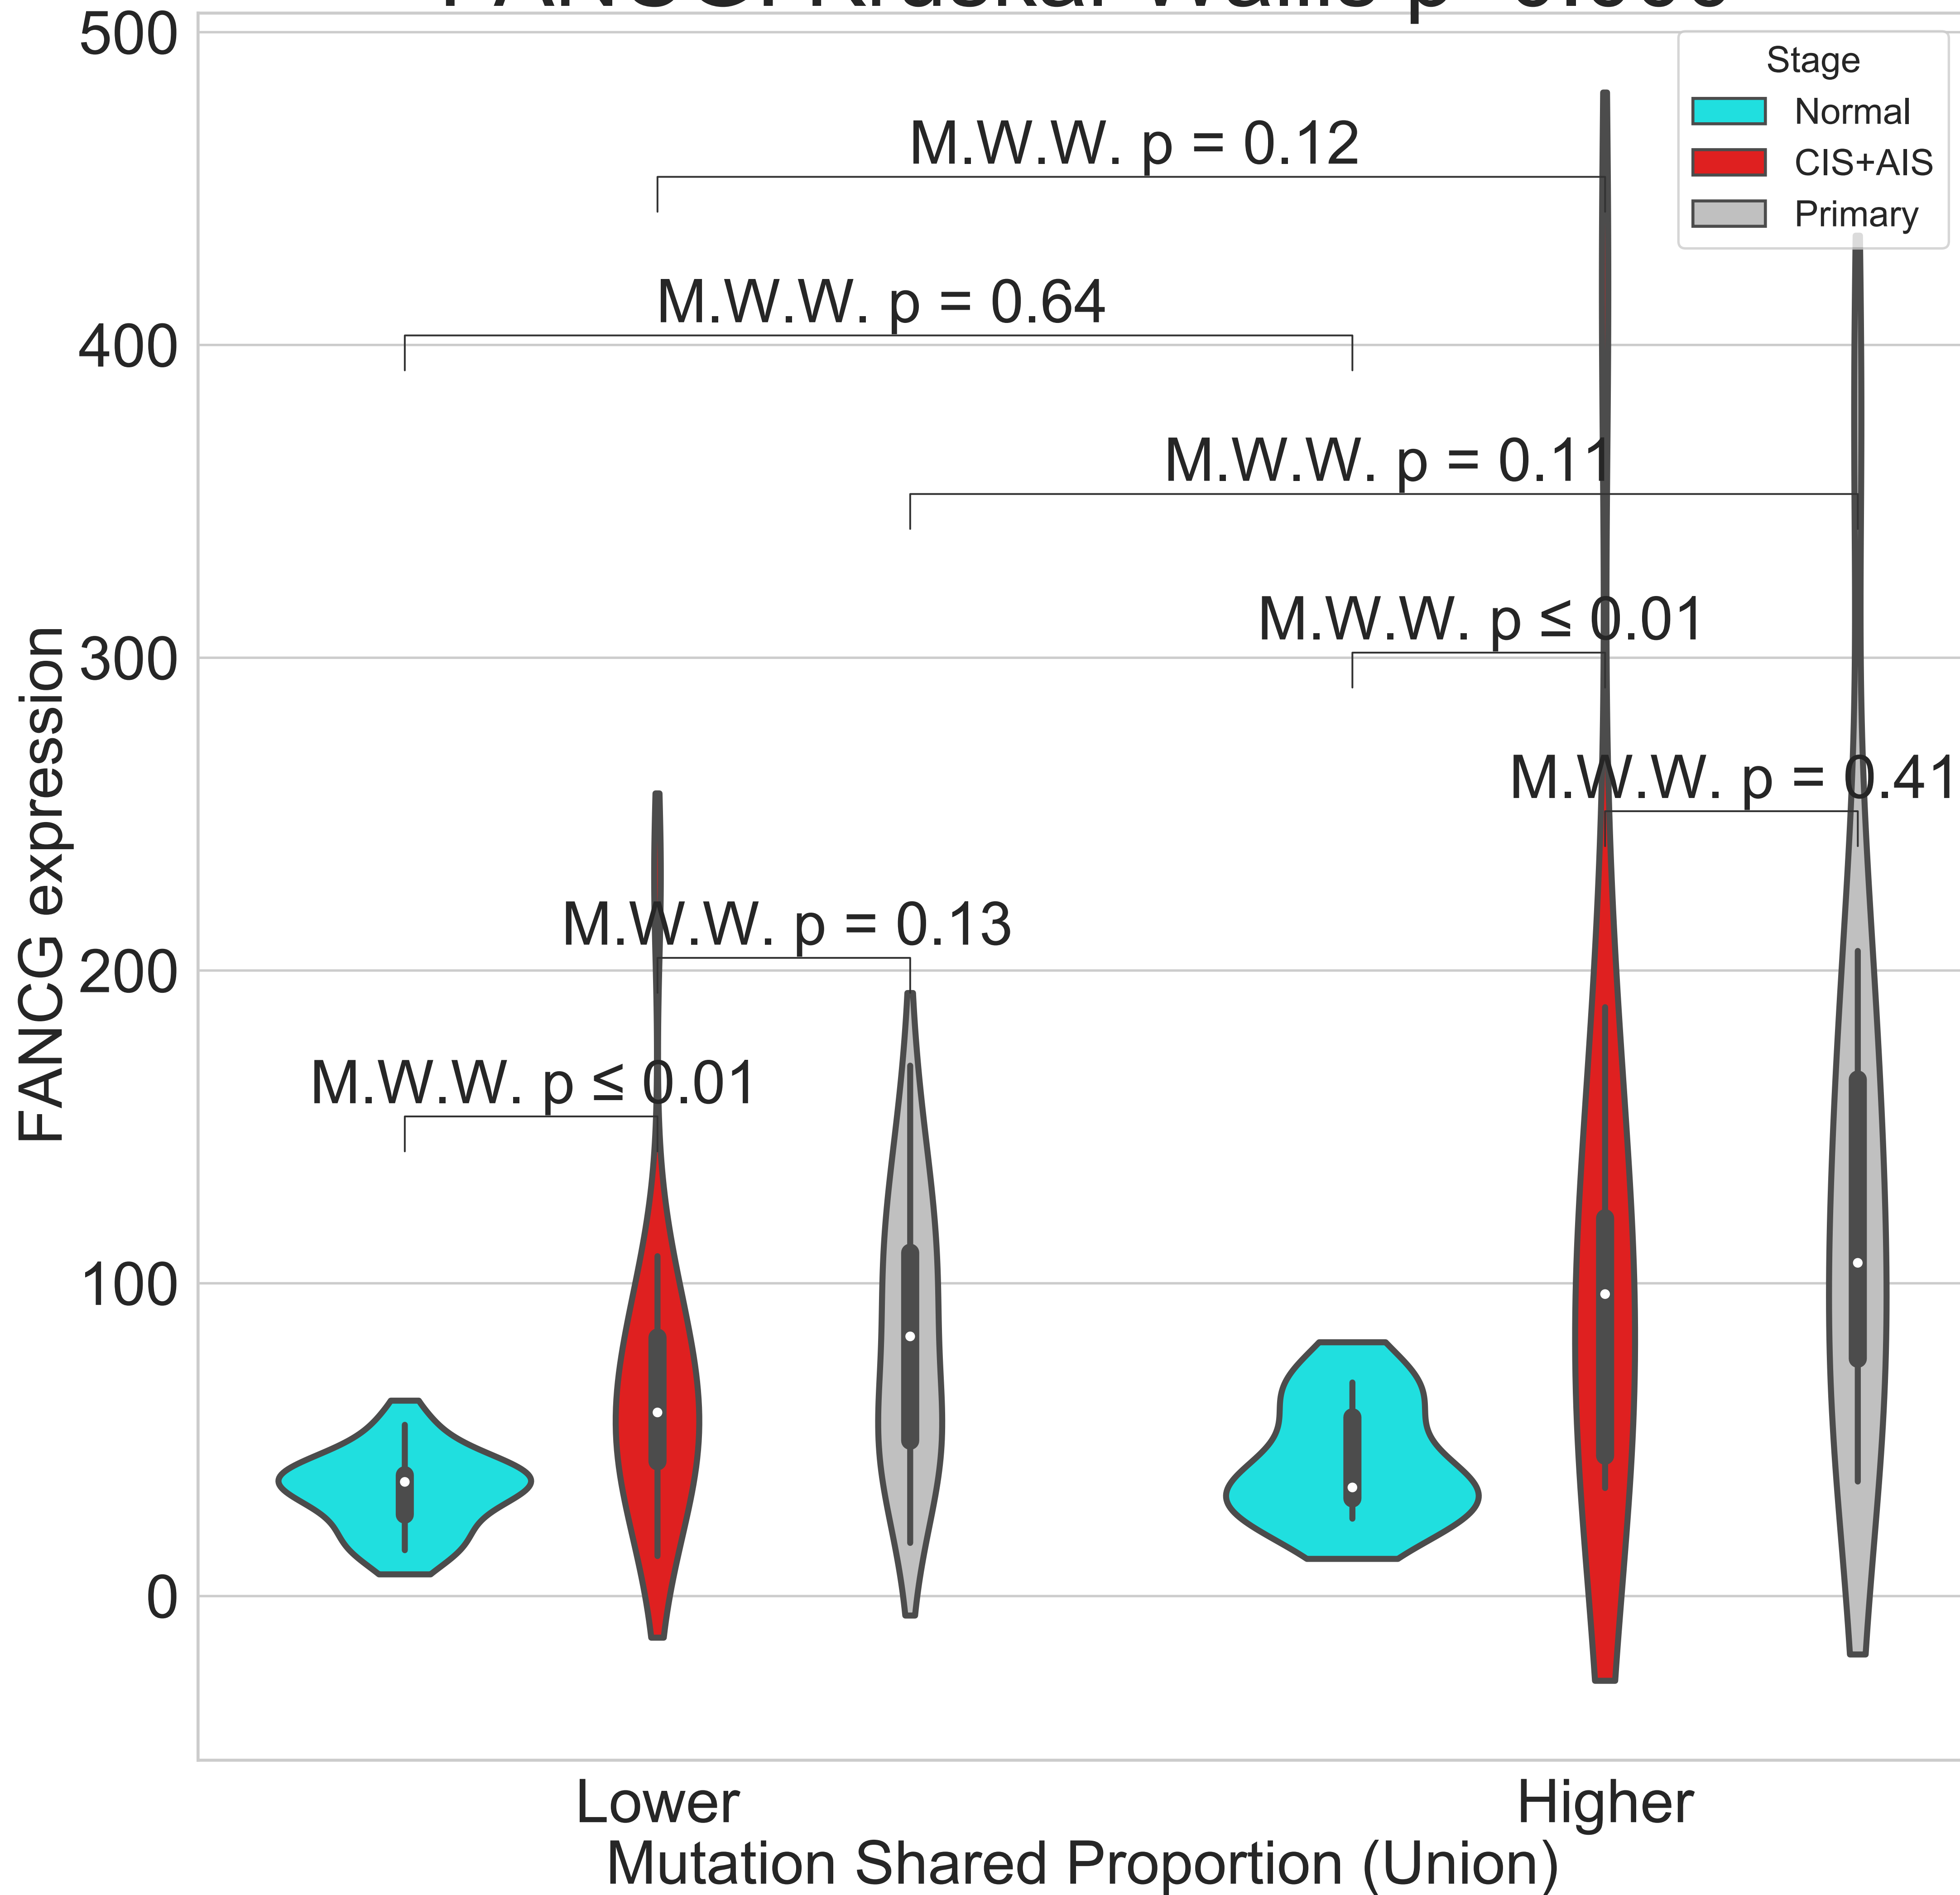 500
400
300
200
100
0
FANCG expression
Stage
Normal
CIS+AIS
Primary
M.W.W. p = 0.12
M.W.W. p = 0.64
M.W.W. p = 0.11
M.W.W. p ≤ 0.01
M.W.W. p = 0.41
M.W.W. p = 0.13
M.W.W. p ≤ 0.01
Lower
Higher
Mutation Shared Proportion (Union)